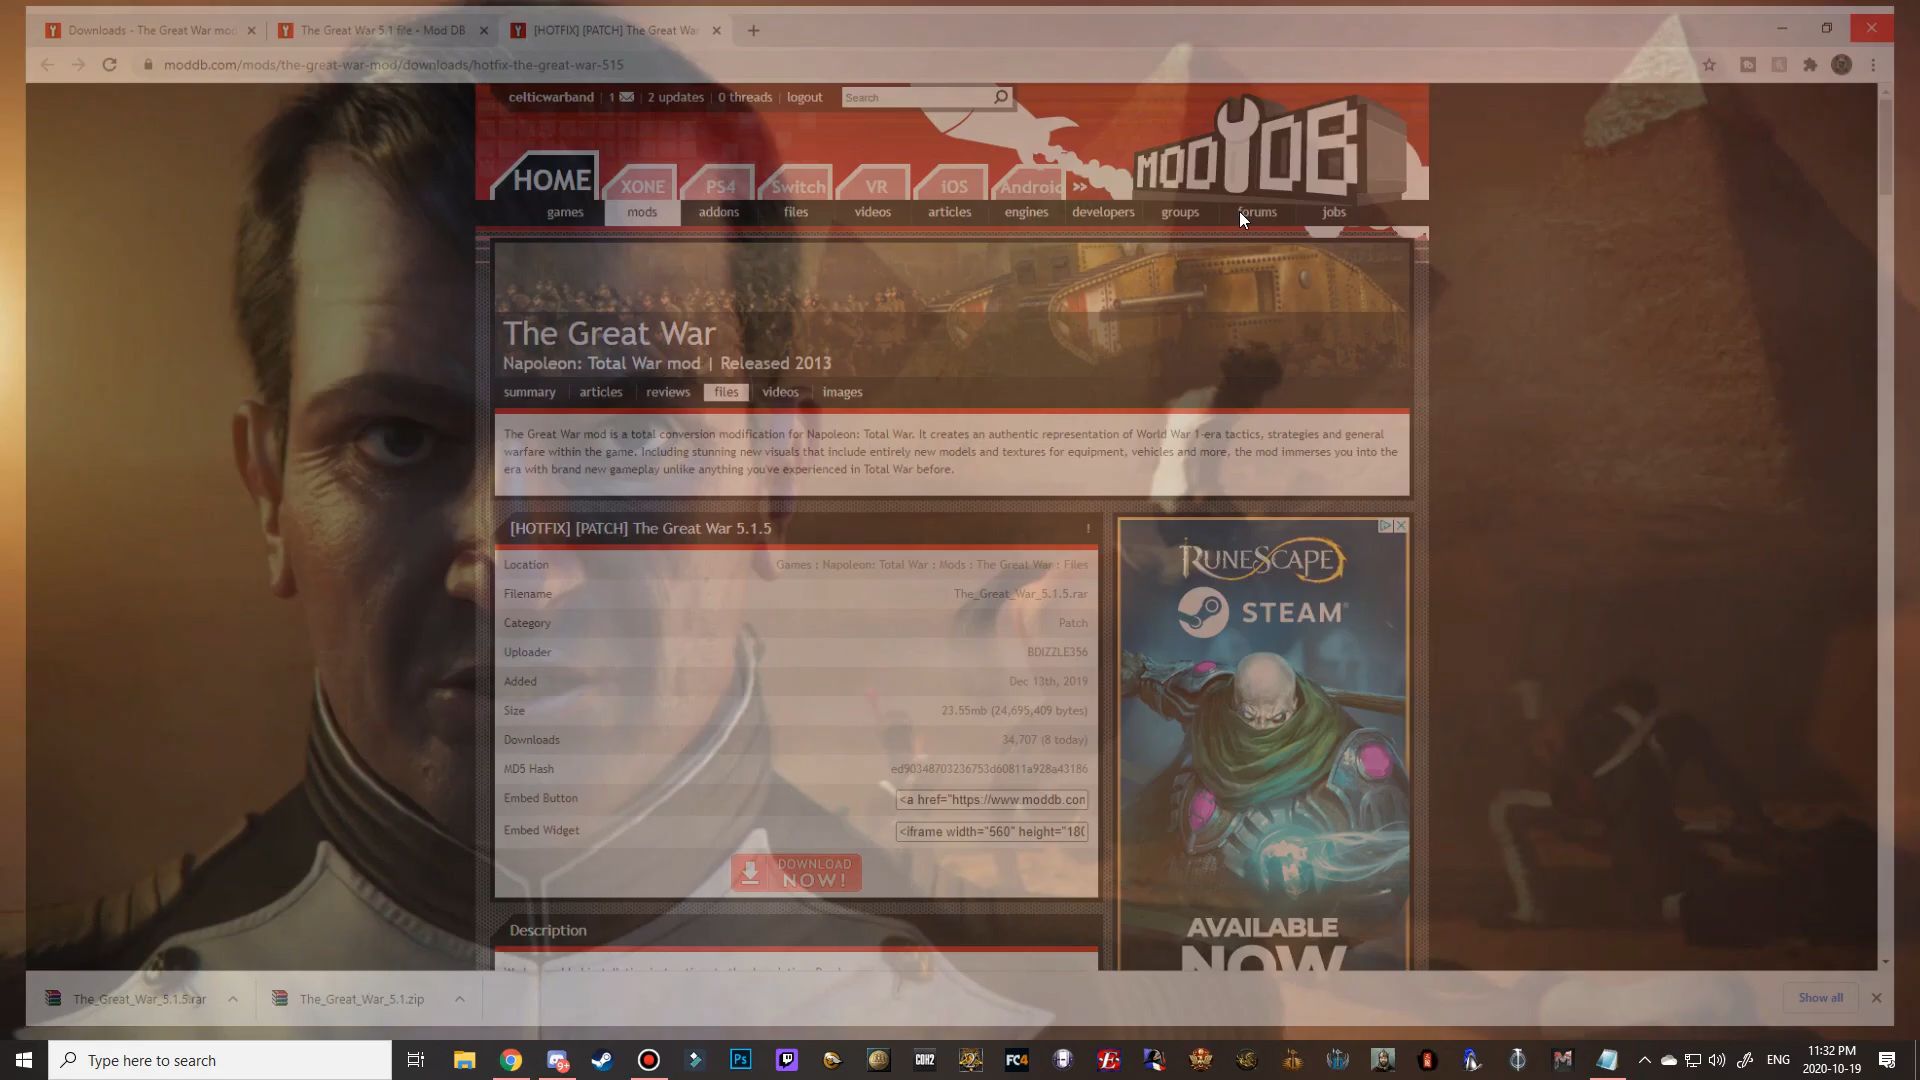 Downloads - The Great War mod
The Great War 5.1 file - Mod DB
[HOTFIX] [PATCH] The Great War
moddb.com/mods/the-great-war-mod/downloads/hotfix-the-great-war-515
celticwarband 1 2 updates 0 threads logout
Search
MOD DB
HOME XONE PS4 Switch VR iOS Android »
games mods addons files videos articles engines developers groups forums jobs
The Great War
Napoleon: Total War mod | Released 2013
summary articles reviews files videos images
The Great War mod is a total conversion modification for Napoleon: Total War. It creates an authentic representation of World War 1-era tactics, strategies and general
warfare within the game. Including stunning new visuals that include entirely new models and textures for equipment, vehicles and more, the mod immerses you into the
era with brand new gameplay unlike anything you've experienced in Total War before.
[HOTFIX] [PATCH] The Great War 5.1.5 !
Location Games : Napoleon: Total War : Mods : The Great War : Files
Filename The_Great_War_5.1.5.rar
Category Patch
Uploader BDIZZLE356
Added Dec 13th, 2019
Size 23.55mb (24,695,409 bytes)
Downloads 34,707 (8 today)
MD5 Hash ed90348703236753d60811a928a43186
Embed Button <a href="https://www.moddb.con
Embed Widget <iframe width="560" height="180
DOWNLOAD
NOW!
Description
RUNESCAPE
STEAM
AVAILABLE
NOW
The_Great_War_5.1.5.rar
The_Great_War_5.1.zip
Show all
Type here to search
9+
Ps
COH2
FC4
ENG
11:32 PM
2020-10-19